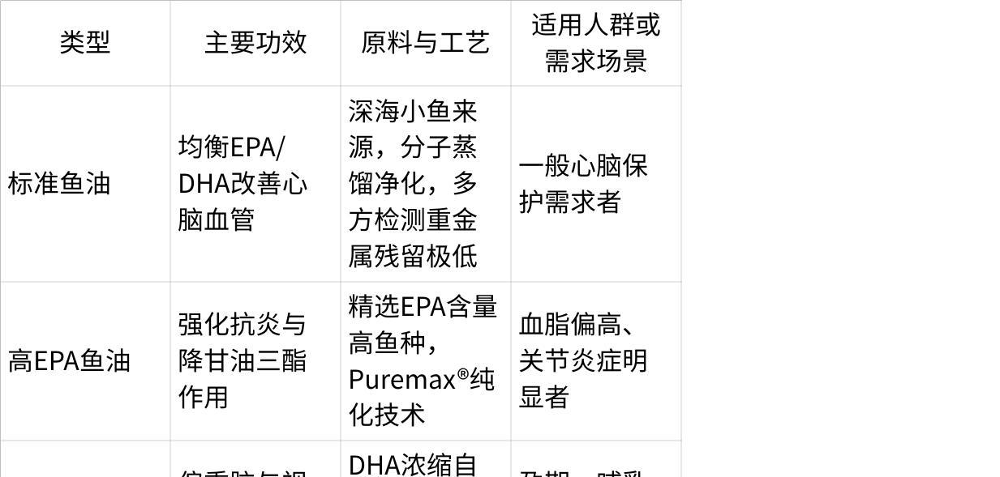 类型
主要功效
原料与工艺
适用人群或
需求场景
标准鱼油
均衡EPA/
DHA改善心
脑血管
深海小鱼来
源，分子蒸
馏净化，多
方检测重金
属残留极低
一般心脑保
护需求者
高EPA鱼油
强化抗炎与
降甘油三酯
作用
精选EPA含量
高鱼种，
Puremax®纯
化技术
血脂偏高、
关节炎症明
显者
DHA浓缩自